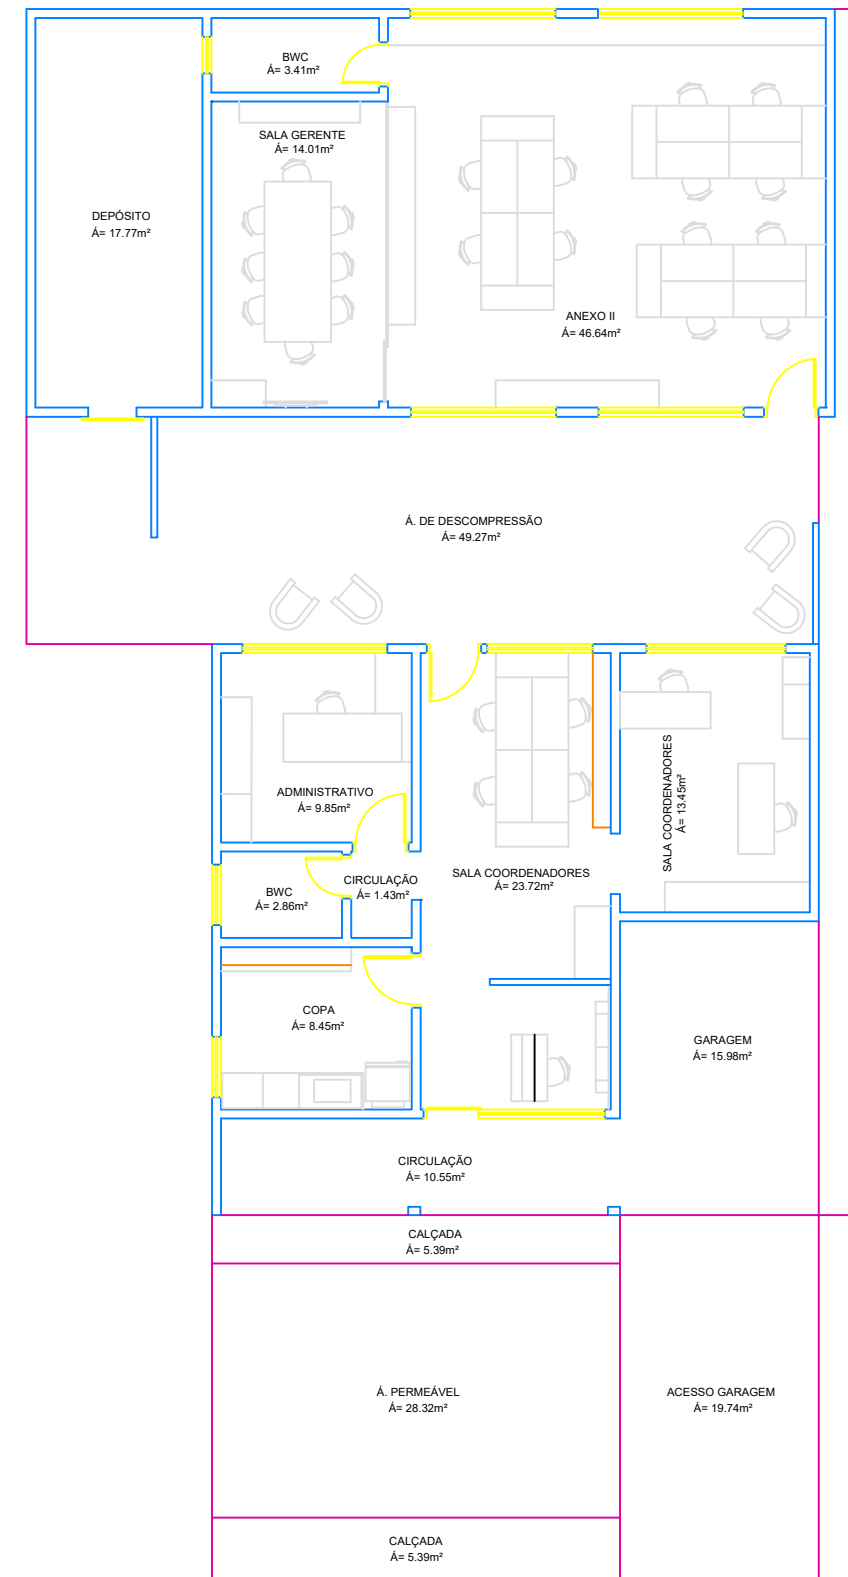 BWC
Á= 3.41m²
SALA GERENTE
Á= 14.01m²
DEPÓSITO
Á= 17.77m²
ANEXO II
Á= 46.64m²
Á. DE DESCOMPRESSÃO
Á= 49.27m²
ADMINISTRATIVO
Á= 9.85m²
SALA COORDENADORES
Á= 13.45m²
SALA COORDENADORES
Á= 23.72m²
CIRCULAÇÃO
Á= 1.43m²
BWC
Á= 2.86m²
COPA
Á= 8.45m²
GARAGEM
Á= 15.98m²
CIRCULAÇÃO
Á= 10.55m²
CALÇADA
Á= 5.39m²
Á. PERMEÁVEL
Á= 28.32m²
ACESSO GARAGEM
Á= 19.74m²
CALÇADA
Á= 5.39m²